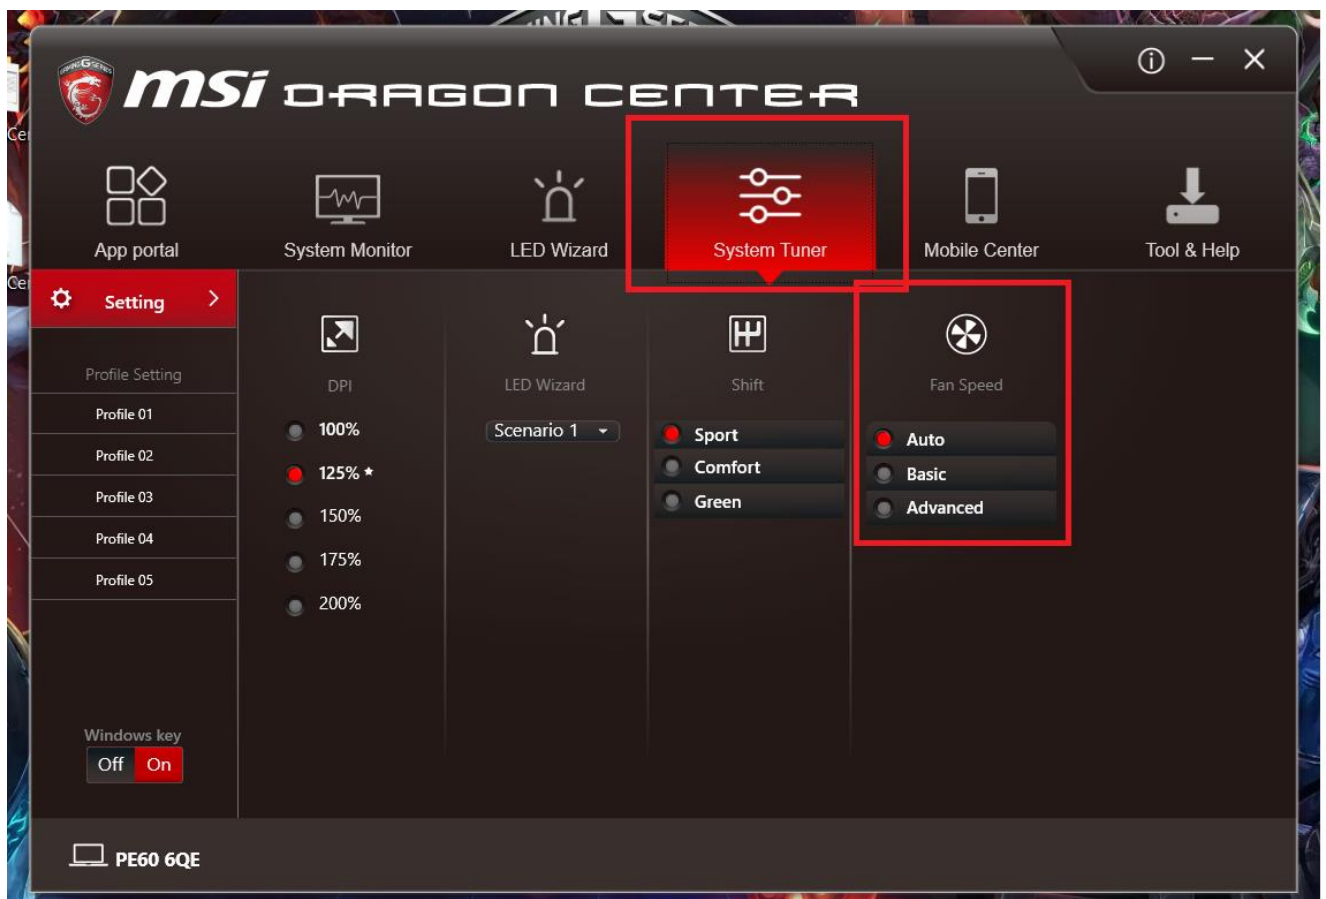 msi DRAGON CENTER
App portal
System Monitor
LED Wizard
System Tuner
Mobile Center
Tool & Help
Setting
Profile Setting
Profile 01
Profile 02
Profile 03
Profile 04
Profile 05
Windows key
Off On
DPI
100%
125% ★
150%
175%
200%
LED Wizard
Scenario 1
Shift
Sport
Comfort
Green
Fan Speed
Auto
Basic
Advanced
PE60 6QE